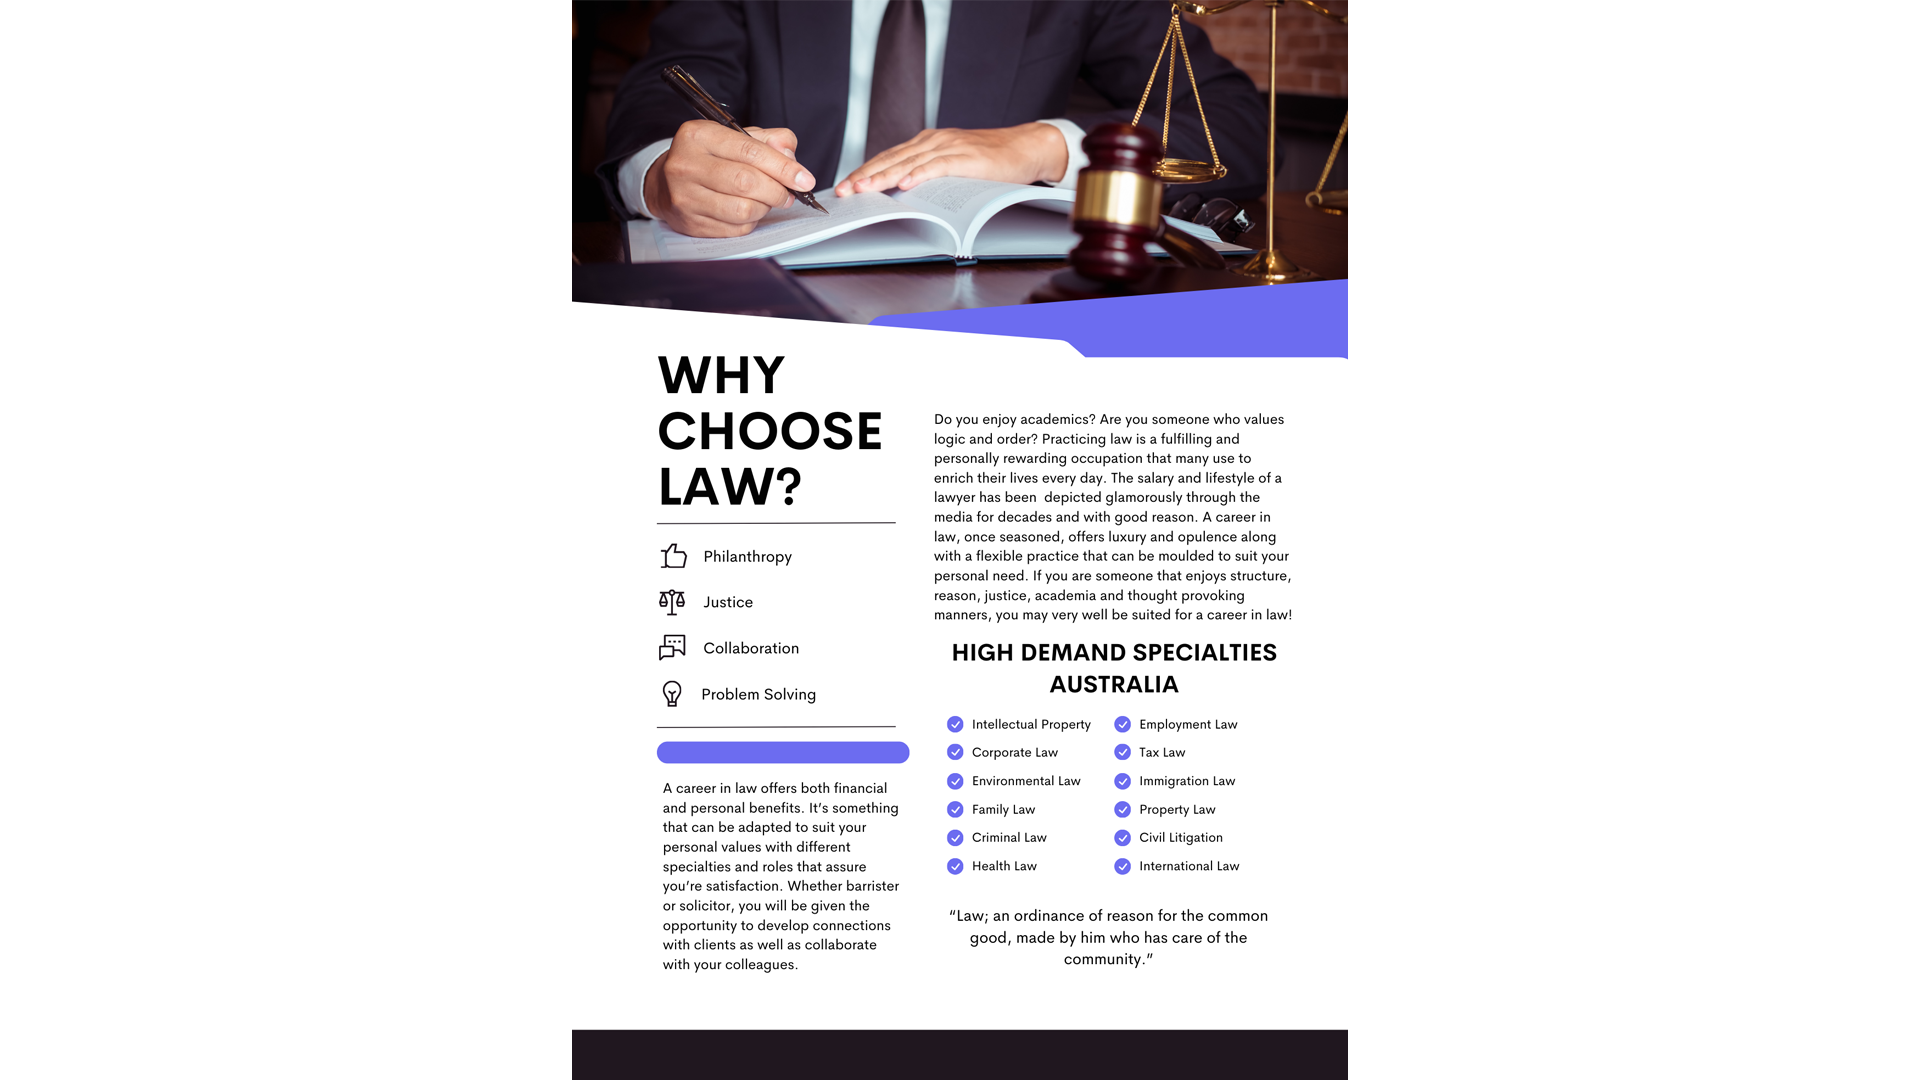 WHY
CHOOSE
LAW?
Philanthropy
Justice
Collaboration
Problem Solving
A career in law offers both financial
and personal benefits. It’s something
that can be adapted to suit your
personal values with different
specialties and roles that assure
you’re satisfaction. Whether barrister
or solicitor, you will be given the
opportunity to develop connections
with clients as well as collaborate
with your colleagues.
Do you enjoy academics? Are you someone who values
logic and order? Practicing law is a fulfilling and
personally rewarding occupation that many use to
enrich their lives every day. The salary and lifestyle of a
lawyer has been  depicted glamorously through the
media for decades and with good reason. A career in
law, once seasoned, offers luxury and opulence along
with a flexible practice that can be moulded to suit your
personal need. If you are someone that enjoys structure,
reason, justice, academia and thought provoking
manners, you may very well be suited for a career in law!
HIGH DEMAND SPECIALTIES
AUSTRALIA
Intellectual Property
Corporate Law
Environmental Law
Family Law
Criminal Law
Health Law
Employment Law
Tax Law
Immigration Law
Property Law
Civil Litigation
International Law
“Law; an ordinance of reason for the common
good, made by him who has care of the
community.”